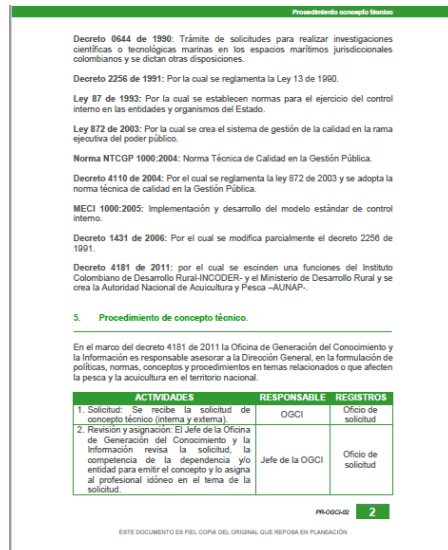 Procedimiento concepto técnico
Decreto 0644 de 1990: Trámite de solicitudes para realizar investigaciones
científicas o tecnológicas marinas en los espacios marítimos jurisdiccionales
colombianos y se dictan otras disposiciones.
Decreto 2256 de 1991: Por la cual se reglamenta la Ley 13 de 1990.
Ley 87 de 1993: Por la cual se establecen normas para el ejercicio del control
interno en las entidades y organismos del Estado.
Ley 872 de 2003: Por la cual se crea el sistema de gestión de la calidad en la rama
ejecutiva del poder público.
Norma NTCGP 1000:2004: Norma Técnica de Calidad en la Gestión Pública.
Decreto 4110 de 2004: Por el cual se reglamenta la ley 872 de 2003 y se adopta la
norma técnica de calidad en la Gestión Pública.
MECI 1000:2005: Implementación y desarrollo del modelo estándar de control
interno.
Decreto 1431 de 2006: Por el cual se modifica parcialmente el decreto 2256 de
1991.
Decreto 4181 de 2011: por el cual se escinden una funciones del Instituto
Colombiano de Desarrollo Rural-INCODER- y el Ministerio de Desarrollo Rural y se
crea la Autoridad Nacional de Acuicultura y Pesca –AUNAP-.
5. Procedimiento de concepto técnico.
En el marco del decreto 4181 de 2011 la Oficina de Generación del Conocimiento y
la Información es responsable asesorar a la Dirección General, en la formulación de
políticas, normas, conceptos y procedimientos en temas relacionados o que afecten
la pesca y la acuicultura en el territorio nacional.
ACTIVIDADES RESPONSABLE REGISTROS
1. Solicitud: Se recibe la solicitud de
concepto técnico (interna y externa).
OGCI
Oficio de
solicitud
2. Revisión y asignación: El Jefe de la Oficina
de Generación del Conocimiento y la
Información revisa la solicitud, la
competencia de la dependencia y/o
entidad para emitir el concepto y lo asigna
al profesional idóneo en el tema de la
solicitud.
Jefe de la OGCI
Oficio de
solicitud
PR-OGCI-02 2
ESTE DOCUMENTO ES FIEL COPIA DEL ORIGINAL QUE REPOSA EN PLANEACIÓN